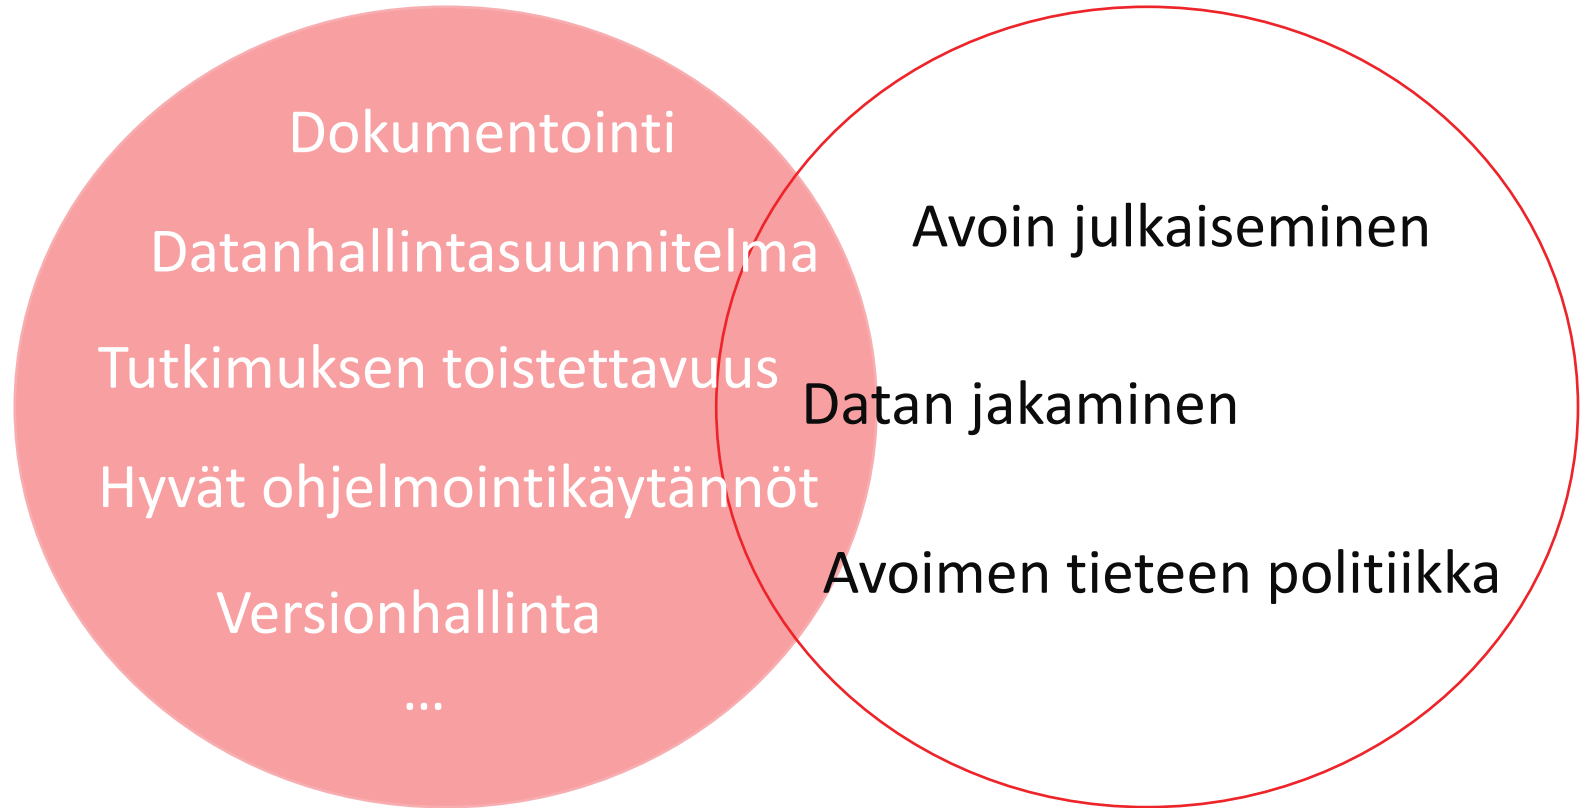 Dokumentointi
Datanhallintasuunnitelma
Tutkimuksen toistettavuus
Hyvät ohjelmointikäytännöt
Versionhallinta
...
Avoin julkaiseminen
Datan jakaminen
Avoimen tieteen politiikka